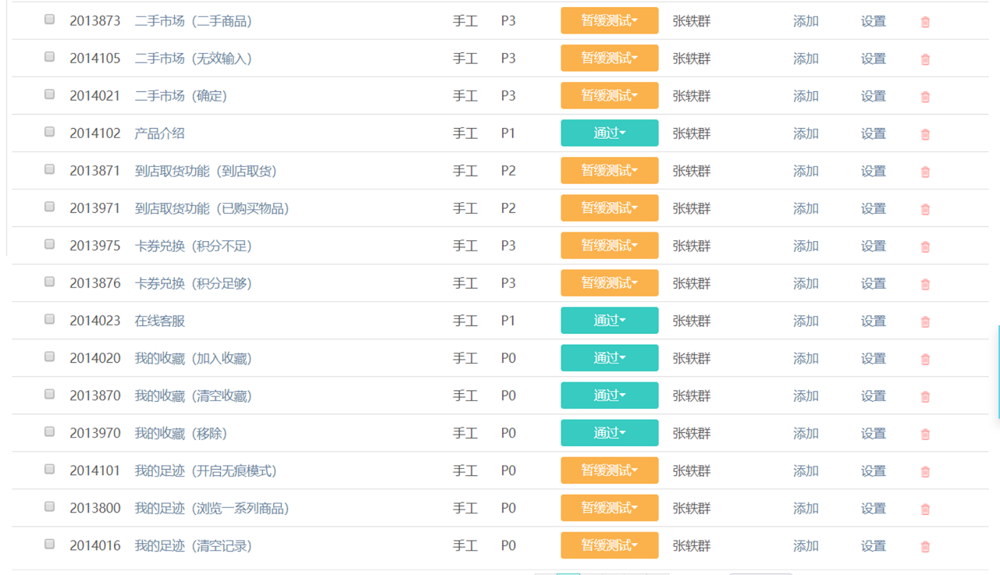 2013873 二手市场（二手商品） 手工 P3 暂缓测试 张轶群 添加 设置
2014105 二手市场（无效输入） 手工 P3 暂缓测试 张轶群 添加 设置
2014021 二手市场（确定） 手工 P3 暂缓测试 张轶群 添加 设置
2014102 产品介绍 手工 P1 通过 张轶群 添加 设置
2013871 到店取货功能（到店取货） 手工 P2 暂缓测试 张轶群 添加 设置
2013971 到店取货功能（已购买物品） 手工 P2 暂缓测试 张轶群 添加 设置
2013975 卡券兑换（积分不足） 手工 P3 暂缓测试 张轶群 添加 设置
2013876 卡券兑换（积分足够） 手工 P3 暂缓测试 张轶群 添加 设置
2014023 在线客服 手工 P1 通过 张轶群 添加 设置
2014020 我的收藏（加入收藏） 手工 P0 通过 张轶群 添加 设置
2013870 我的收藏（清空收藏） 手工 P0 通过 张轶群 添加 设置
2013970 我的收藏（移除） 手工 P0 通过 张轶群 添加 设置
2014101 我的足迹（开启无痕模式） 手工 P0 暂缓测试 张轶群 添加 设置
2013800 我的足迹（浏览一系列商品） 手工 P0 暂缓测试 张轶群 添加 设置
2014016 我的足迹（清空记录） 手工 P0 暂缓测试 张轶群 添加 设置